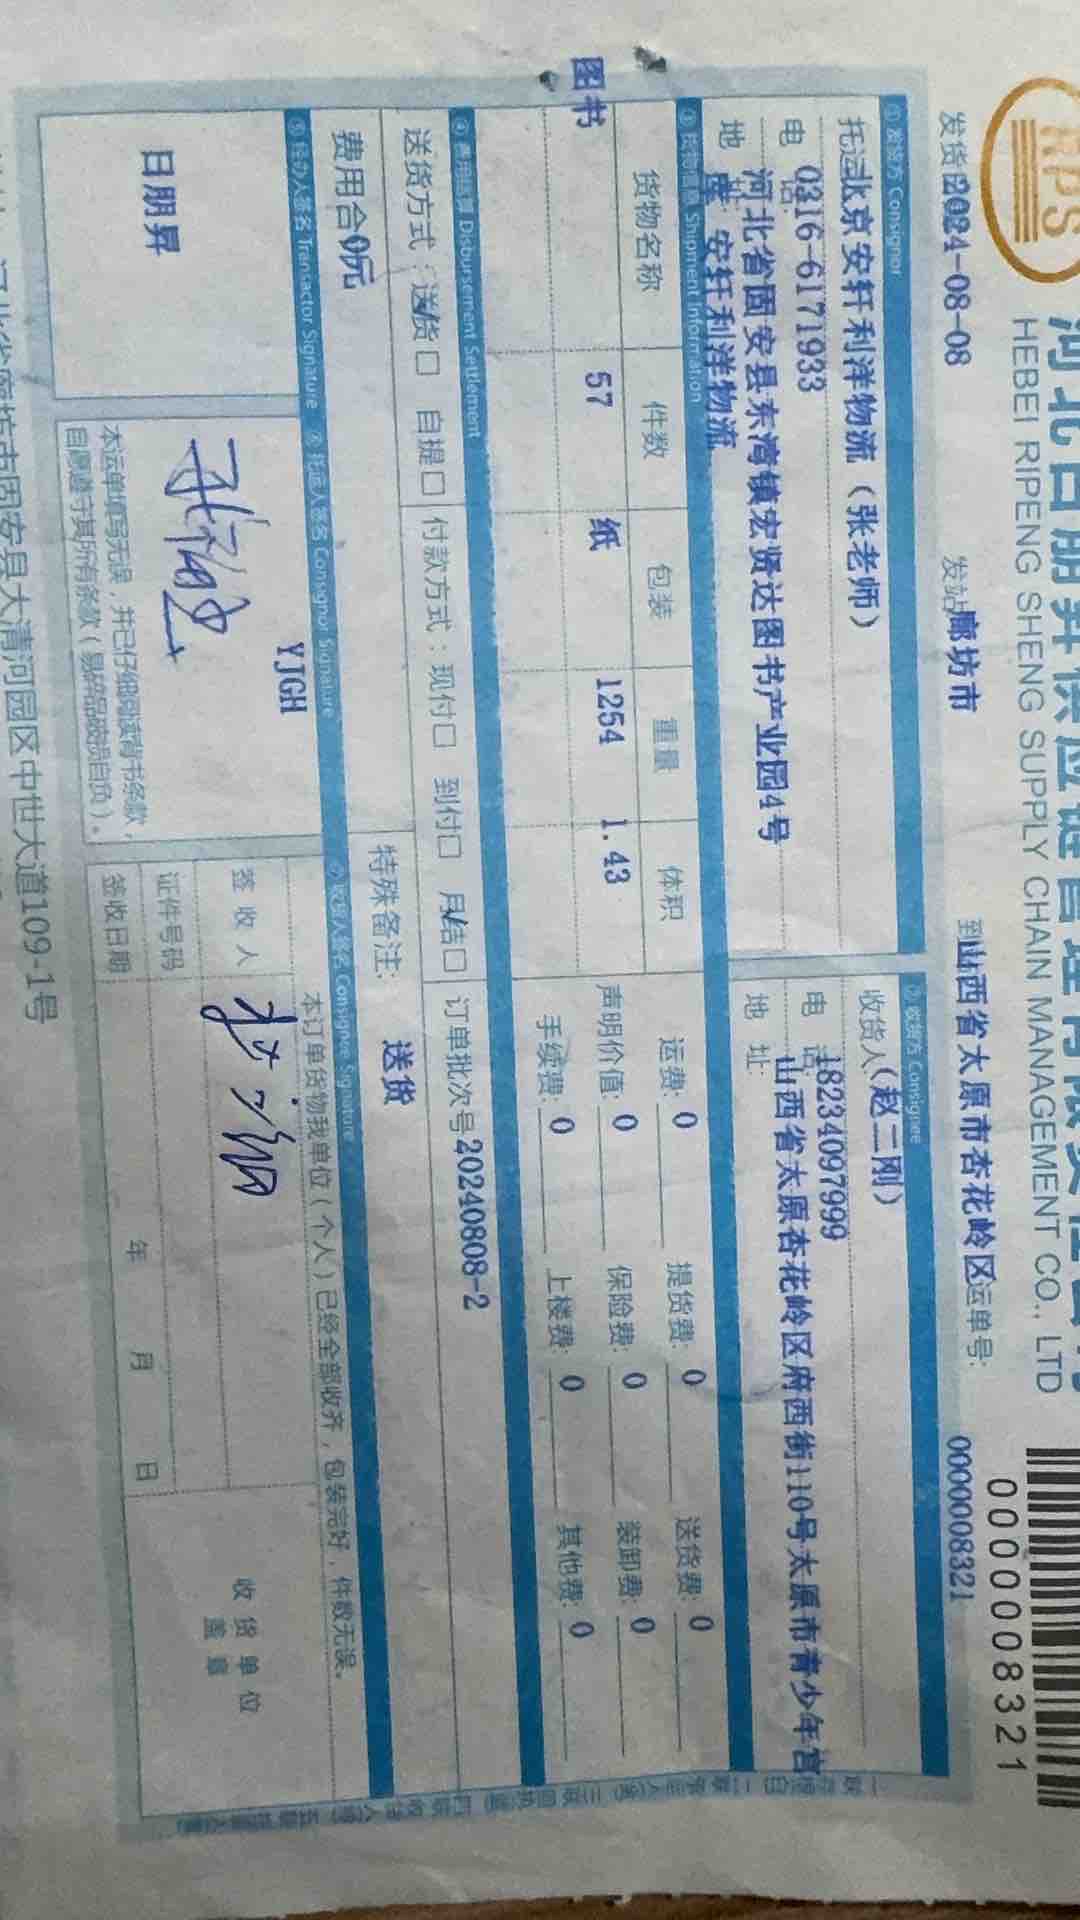 RPS
河北日朋昇供应链管理有限责任公司
HEBEI RIPENG SHENG SUPPLY CHAIN MANAGEMENT CO., LTD
0000008321
发货日 2024-08-08 发站 廊坊市 到站 山西省太原市杏花岭区 运单号: 0000008321
① 发货方 Consignor ② 收货方 Consignee
托运 北京安轩利洋物流（张老师） 收货人 （赵二刚）
电话: 0316-6171933 电话: 18234097999
地址: 河北省固安县东湾镇宏贤达图书产业园4号 地址: 山西省太原杏花岭区府西街110号太原市青少年宫
安轩利洋物流
③ 货物信息 Shipment Information
货物名称 件数 包装 重量 体积 运费: 0 提货费: 0 送货费: 0
图书 57 纸 1254 1.43 声明价值: 0 保险费: 0 装卸费: 0
手续费: 0 上楼费: 0 其他费: 0
④ 费用结算 Disbursement Settlement
送货方式: 送货□ 自提□ 付款方式: 现付□ 到付□ 月结□ 订单批次号 20240808-2
费用合 0元 特殊备注: 送货
⑤ 经办人签名 Transactor Signature ⑥ 托运人签名 Consignor Signature ⑦ 收货人签名 Consignee Signature
日朋昇
YJGH
本运单填写无误，并已仔细阅读背书条款，
自愿遵守其所有条款（易碎品破损自负）。
本订单货物我单位（个人）已经全部收齐，包装完好，件数无误。
签收人
证件号码
签收日期 年 月 日
收货单位
盖章
固安县大清河园区中世大道109-1号